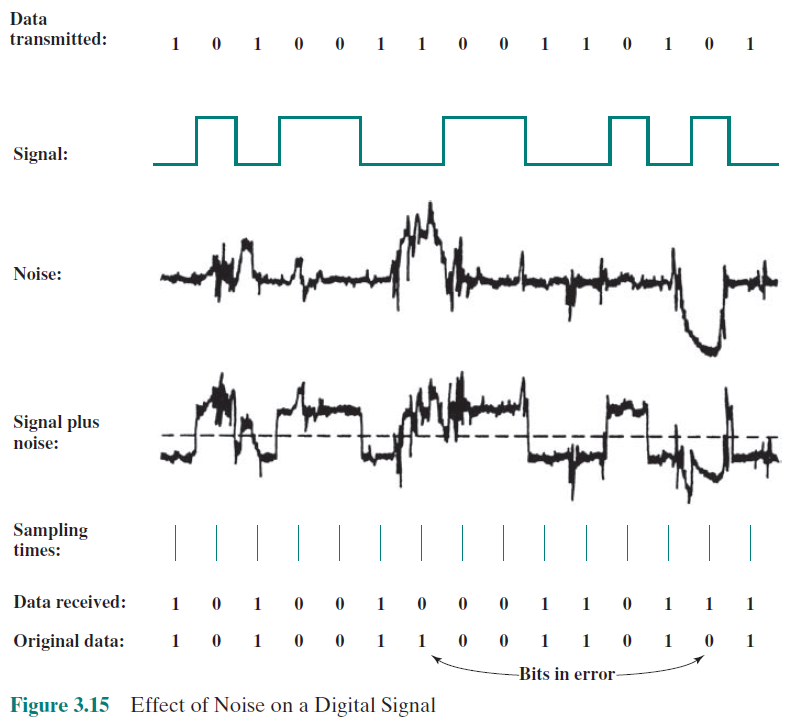 Data
transmitted: 1 0 1 0 0 1 1 0 0 1 1 0 1 0 1
Signal:
Noise:
Signal plus
noise:
Sampling
times:
Data received: 1 0 1 0 0 1 0 0 0 1 1 0 1 1 1
Original data: 1 0 1 0 0 1 1 0 0 1 1 0 1 0 1
Bits in error
Figure 3.15 Effect of Noise on a Digital Signal